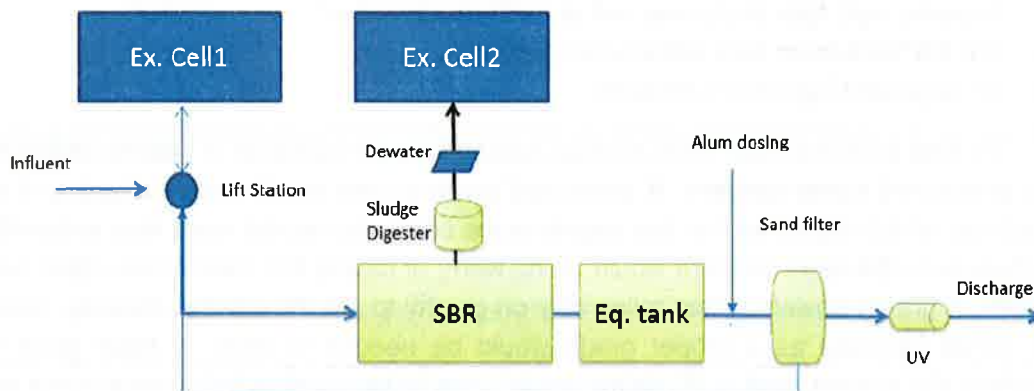 Ex. Cell1
Ex. Cell2
Influent
Lift Station
Dewater
Sludge
Digester
Alum dosing
Sand filter
SBR
Eq. tank
Discharge
UV